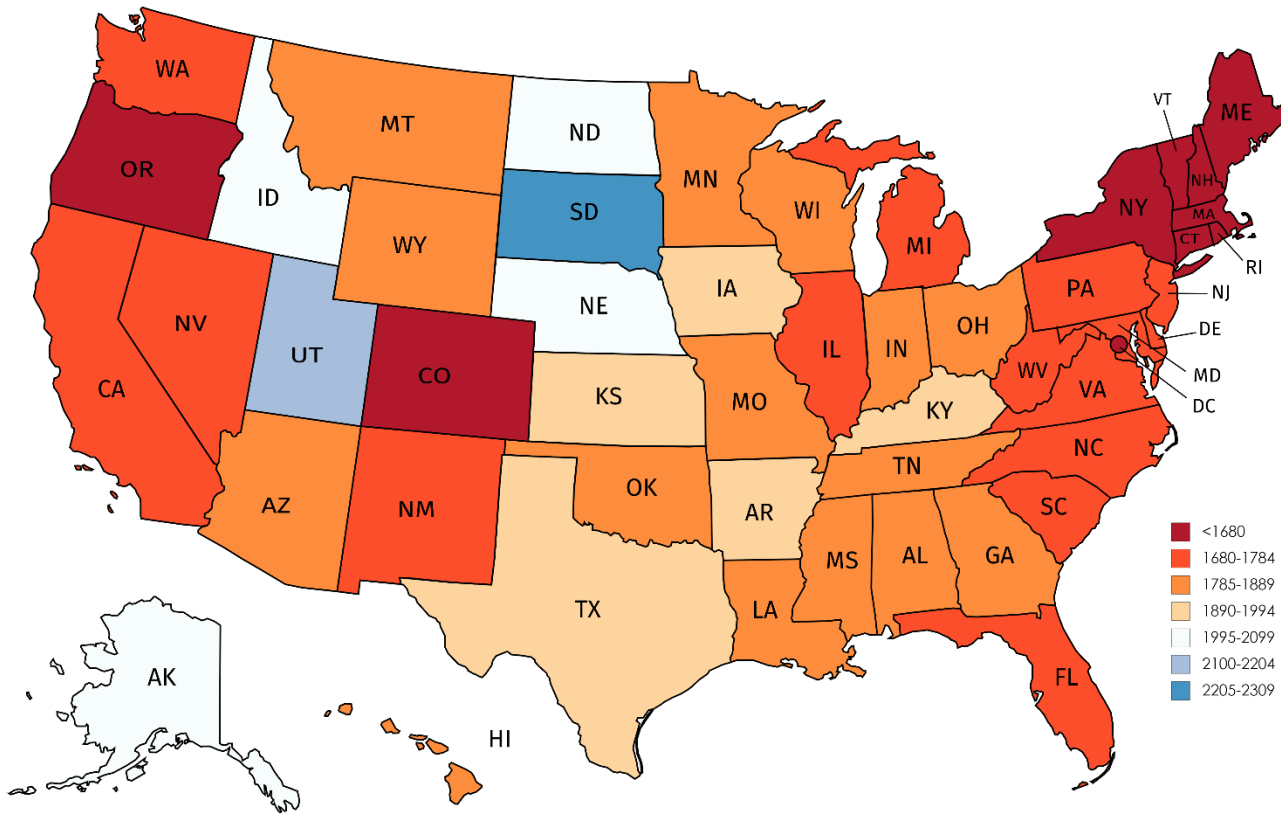 WA
MT
ND
MN
VT
ME
OR
ID
SD
WI
MI
NY
NH
MA
CT
RI
WY
IA
PA
NJ
NE
NV
UT
CO
IL
IN
OH
DE
WV
MD
VA
DC
CA
KS
MO
KY
NC
TN
AZ
NM
OK
AR
SC
MS
AL
GA
TX
LA
FL
AK
HI
<1680
1680-1784
1785-1889
1890-1994
1995-2099
2100-2204
2205-2309